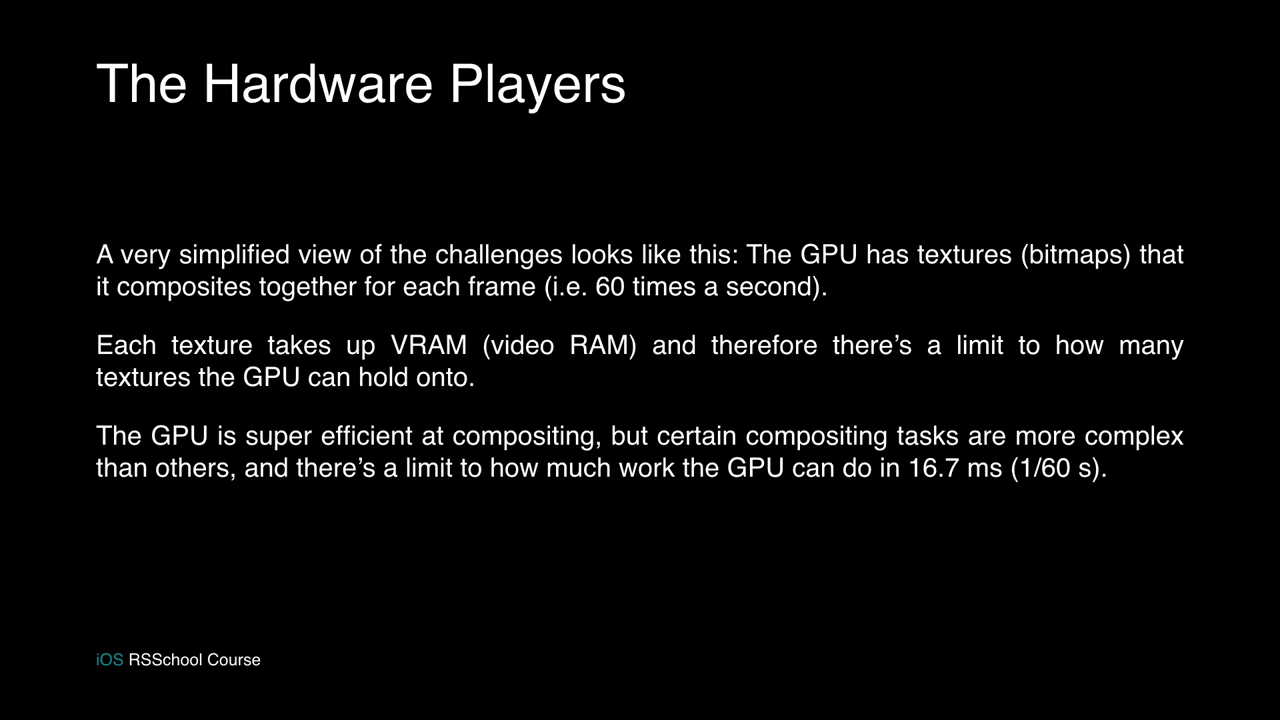 The Hardware Players
A very simplified view of the challenges looks like this: The GPU has textures (bitmaps) that
it composites together for each frame (i.e. 60 times a second).
Each texture takes up VRAM (video RAM) and therefore there’s a limit to how many
textures the GPU can hold onto.
The GPU is super efficient at compositing, but certain compositing tasks are more complex
than others, and there’s a limit to how much work the GPU can do in 16.7 ms (1/60 s).
iOS RSSchool Course